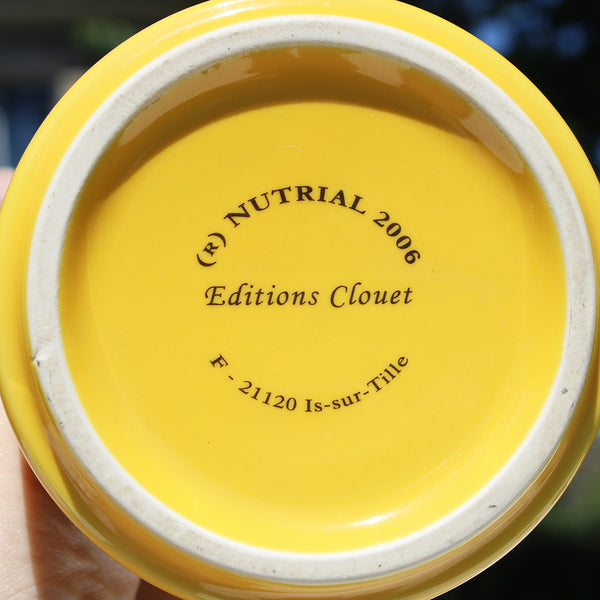 (R) NUTRIAL 2006
Editions Clouet
F - 21120 Is-sur-Tille